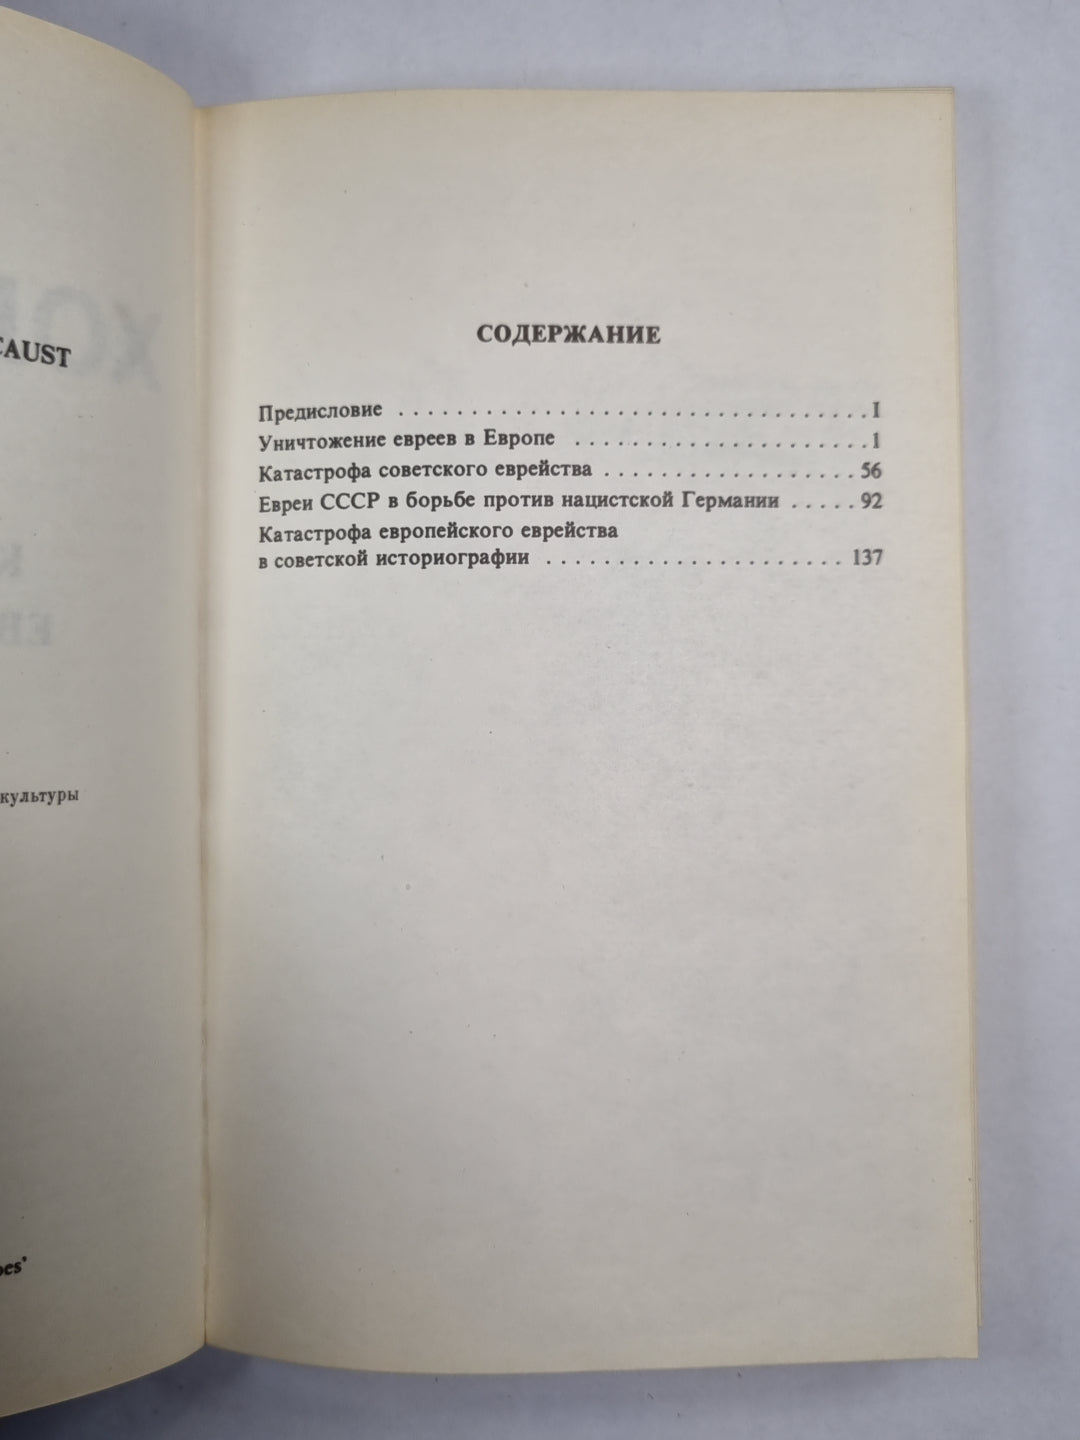 CAUST
культуры
СОДЕРЖАНИЕ
Предисловие . . . . . . . . . . . . . . . . . . . . . . . . . . . . . . . . I
Уничтожение евреев в Европе . . . . . . . . . . . . . . . . . . . . 1
Катастрофа советского еврейства . . . . . . . . . . . . . . . . . . 56
Евреи СССР в борьбе против нацистской Германии . . . . . 92
Катастрофа европейского еврейства
в советской историографии . . . . . . . . . . . . . . . . . . . . . 137